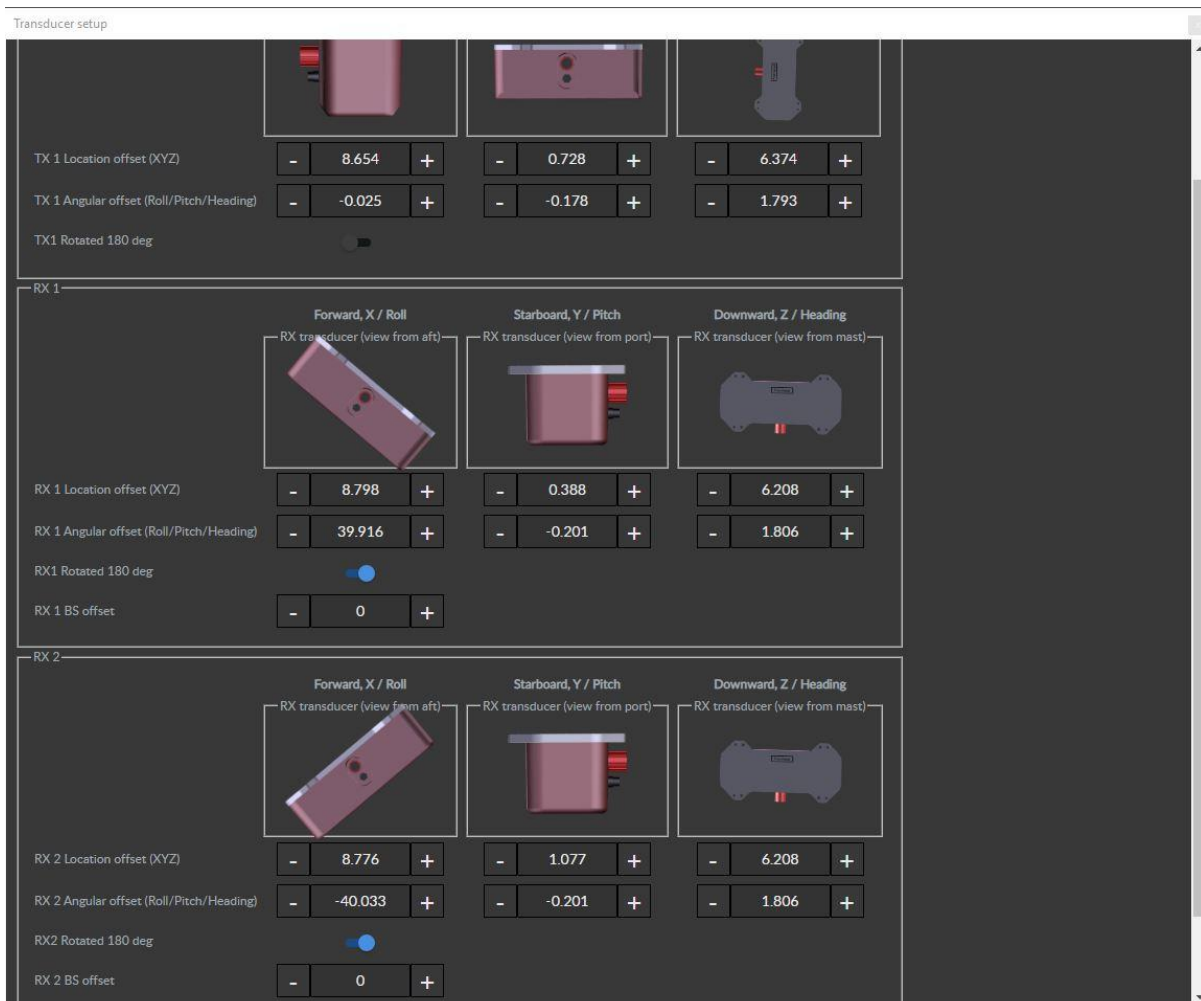 Transducer setup
TX 1 Location offset (XYZ) - 8.654 + - 0.728 + - 6.374 +
TX 1 Angular offset (Roll/Pitch/Heading) - -0.025 + - -0.178 + - 1.793 +
TX1 Rotated 180 deg
RX 1
Forward, X / Roll Starboard, Y / Pitch Downward, Z / Heading
RX transducer (view from aft) RX transducer (view from port) RX transducer (view from mast)
RX 1 Location offset (XYZ) - 8.798 + - 0.388 + - 6.208 +
RX 1 Angular offset (Roll/Pitch/Heading) - 39.916 + - -0.201 + - 1.806 +
RX1 Rotated 180 deg
RX 1 BS offset - 0 +
RX 2
Forward, X / Roll Starboard, Y / Pitch Downward, Z / Heading
RX transducer (view from aft) RX transducer (view from port) RX transducer (view from mast)
RX 2 Location offset (XYZ) - 8.776 + - 1.077 + - 6.208 +
RX 2 Angular offset (Roll/Pitch/Heading) - -40.033 + - -0.201 + - 1.806 +
RX2 Rotated 180 deg
RX 2 BS offset - 0 +